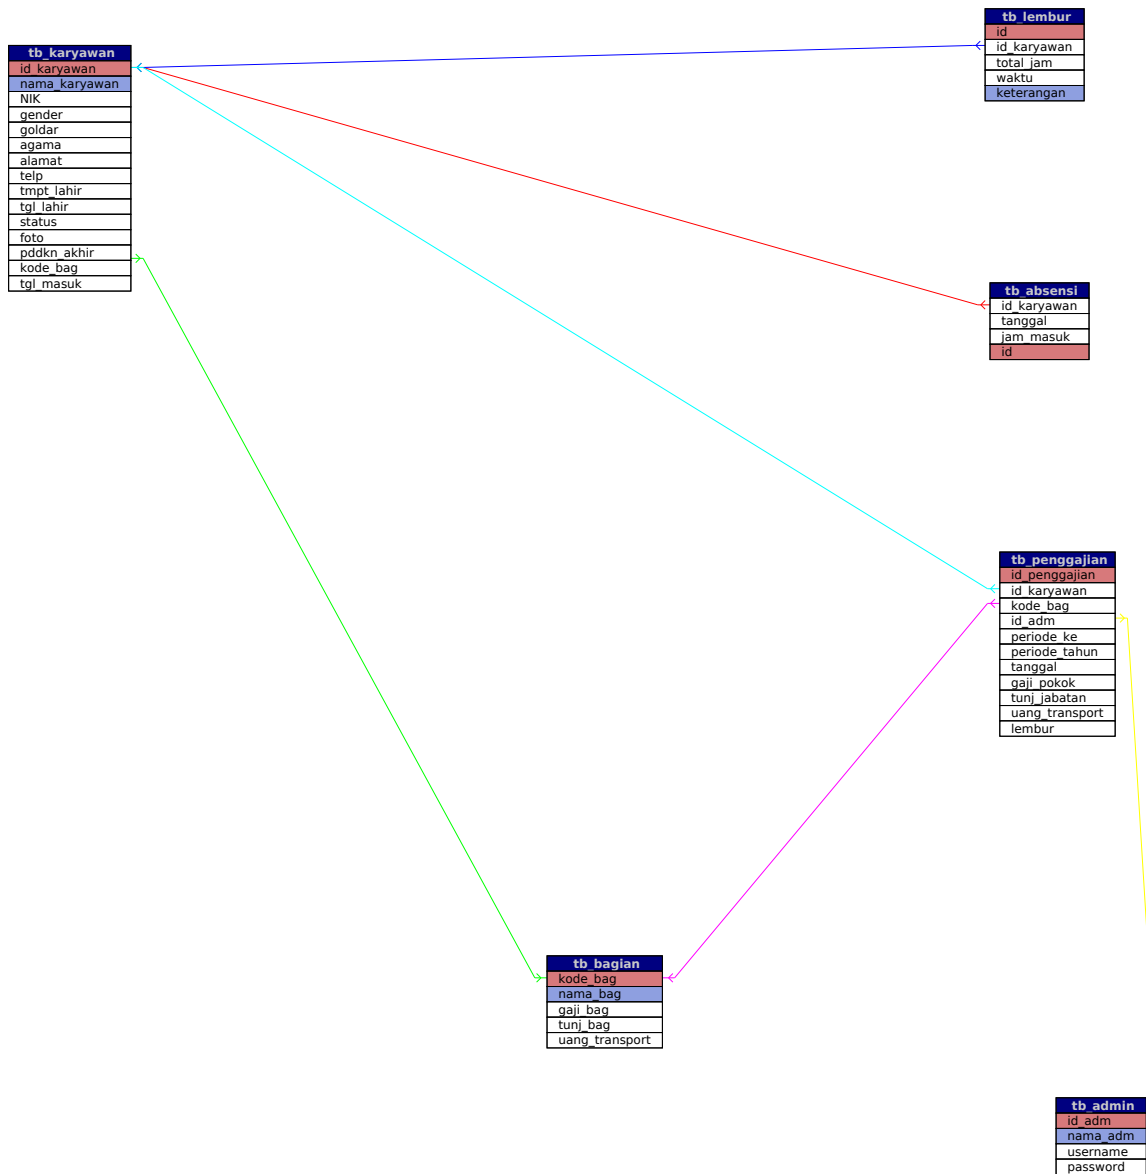 tb_karyawan
id_karyawan
nama_karyawan
NIK
gender
goldar
agama
alamat
telp
tmpt_lahir
tgl_lahir
status
foto
pddkn_akhir
kode_bag
tgl_masuk
tb_lembur
id
id_karyawan
total_jam
waktu
keterangan
tb_absensi
id_karyawan
tanggal
jam_masuk
id
tb_penggajian
id_penggajian
id_karyawan
kode_bag
id_adm
periode_ke
periode_tahun
tanggal
gaji_pokok
tunj_jabatan
uang_transport
lembur
tb_bagian
kode_bag
nama_bag
gaji_bag
tunj_bag
uang_transport
tb_admin
id_adm
nama_adm
username
password